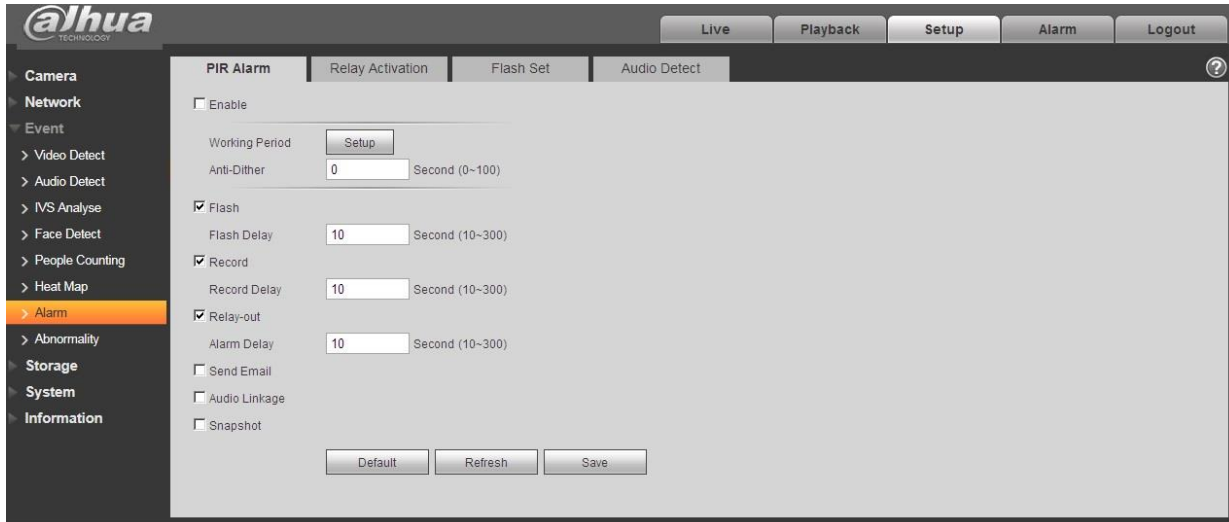 alhua
TECHNOLOGY
Live Playback Setup Alarm Logout
PIR Alarm Relay Activation Flash Set Audio Detect ?
Camera
Network
Event
> Video Detect
> Audio Detect
> IVS Analyse
> Face Detect
> People Counting
> Heat Map
> Alarm
> Abnormality
Storage
System
Information
Enable
Working Period Setup
Anti-Dither 0 Second (0~100)
Flash
Flash Delay 10 Second (10~300)
Record
Record Delay 10 Second (10~300)
Relay-out
Alarm Delay 10 Second (10~300)
Send Email
Audio Linkage
Snapshot
Default Refresh Save